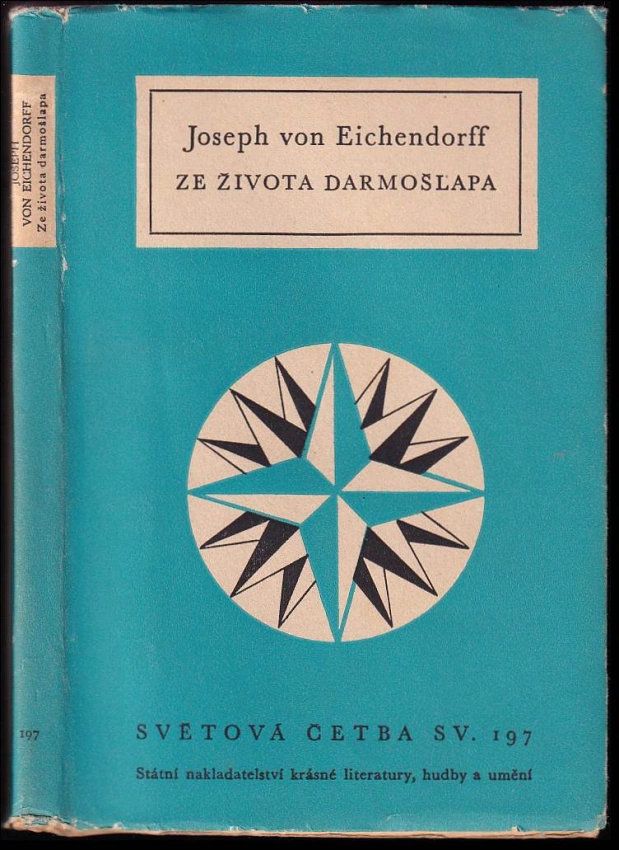 JOSEPH
VON EICHENDORFF
Ze života darmošlapa
197
Joseph von Eichendorff
ZE ŽIVOTA DARMOŠLAPA
SVĚTOVÁ ČETBA SV. 197
Státní nakladatelství krásné literatury, hudby a umění